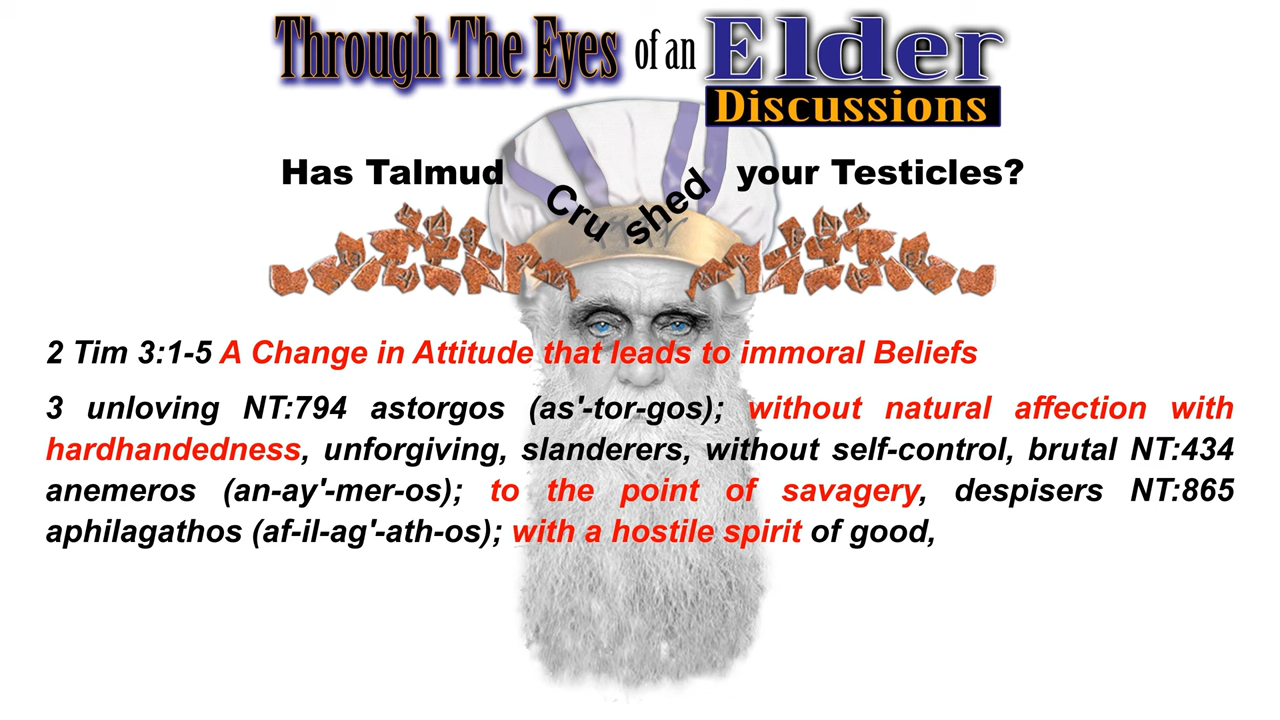 Through The Eyes of an Elder
Discussions
Has Talmud Crushed your Testicles?
2 Tim 3:1-5 A Change in Attitude that leads to immoral Beliefs
3 unloving NT:794 astorgos (as'-tor-gos); without natural affection with
hardhandedness, unforgiving, slanderers, without self-control, brutal NT:434
anemeros (an-ay'-mer-os); to the point of savagery, despisers NT:865
aphilagathos (af-il-ag'-ath-os); with a hostile spirit of good,